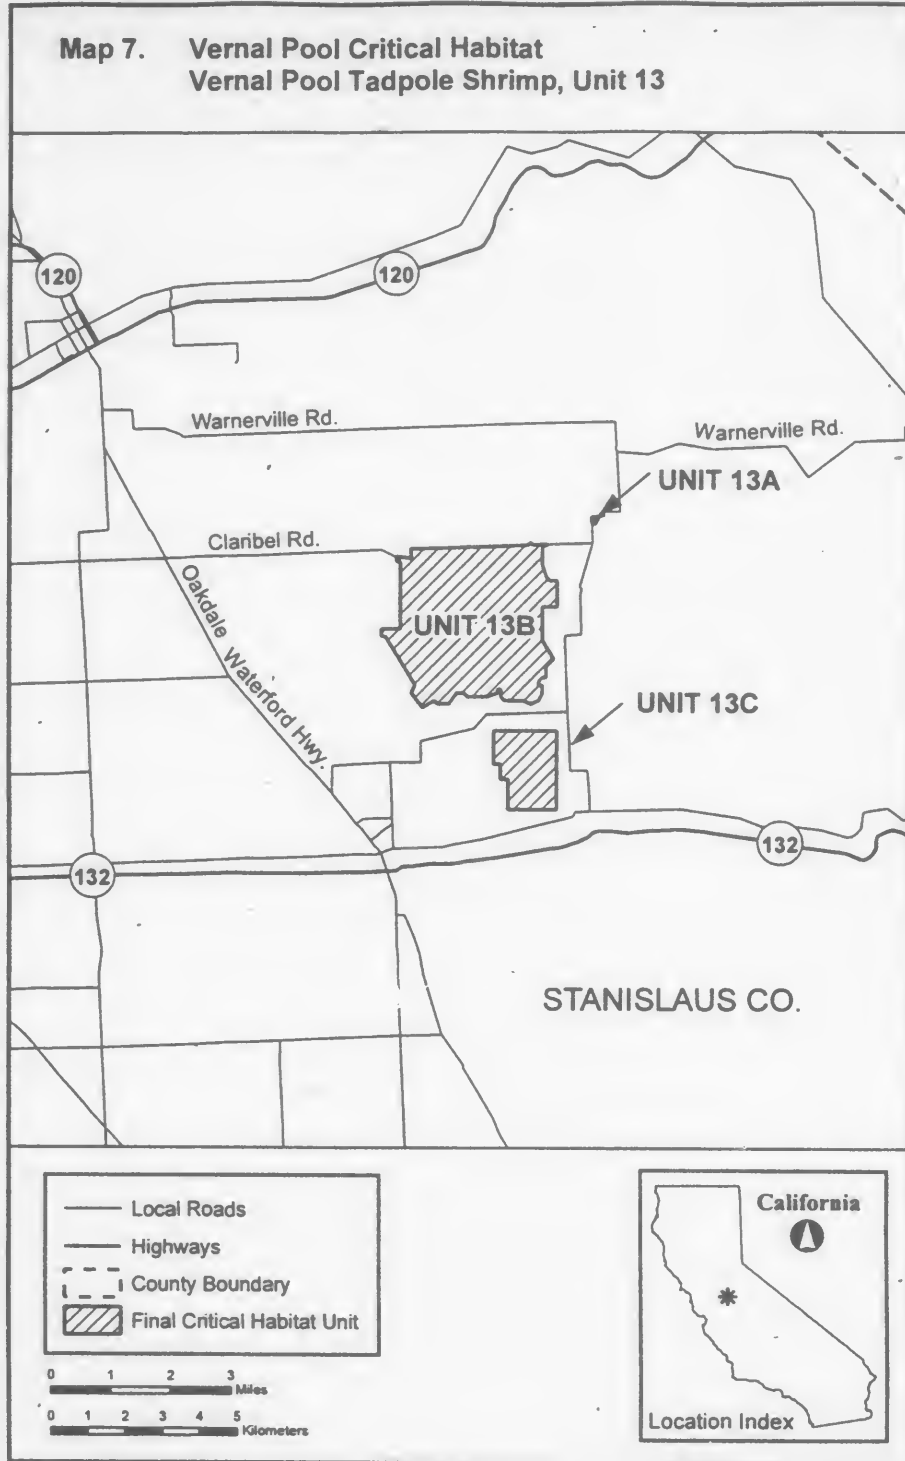 Map 7. Vernal Pool Critical Habitat
Vernal Pool Tadpole Shrimp, Unit 13
120
120
Warnerville Rd.
Warnerville Rd.
UNIT 13A
Claribel Rd.
Oakdale Waterford Hwy.
UNIT 13B
UNIT 13C
132
132
STANISLAUS CO.
Local Roads
Highways
County Boundary
Final Critical Habitat Unit
0 1 2 3
Miles
0 1 2 3 4 5
Kilometers
California
Location Index